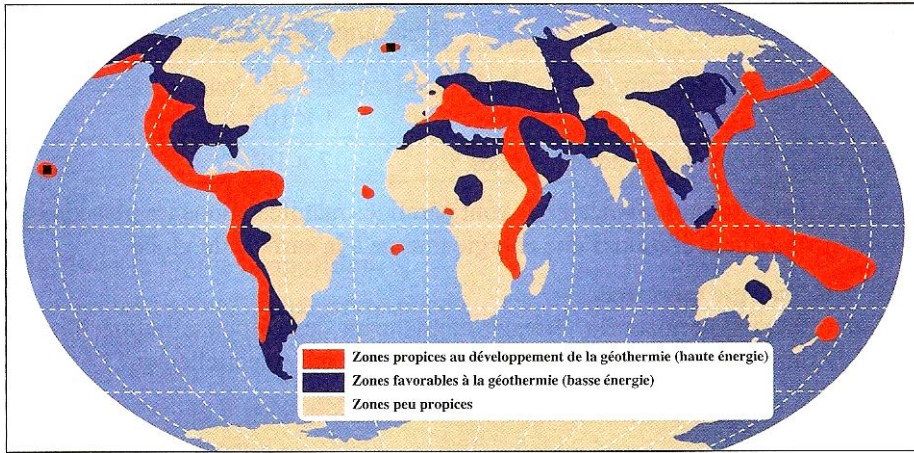 Zones propices au développement de la géothermie (haute énergie)
Zones favorables à la géothermie (basse énergie)
Zones peu propices